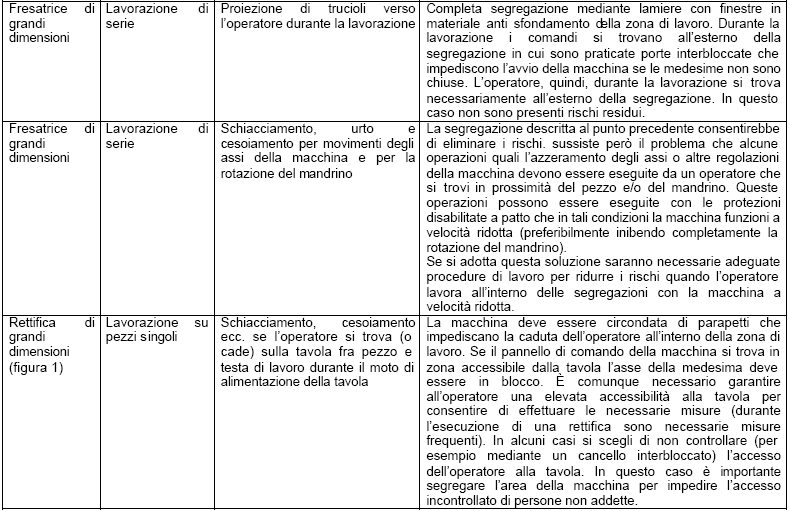 Fresatrice di
grandi
dimensioni
Lavorazione di
serie
Proiezione di trucioli verso
l'operatore durante la lavorazione
Completa segregazione mediante lamiere con finestre in
materiale anti sfondamento della zona di lavoro. Durante la
lavorazione i comandi si trovano all'esterno della
segregazione in cui sono praticate porte interbloccate che
impediscono l'avvio della macchina se le medesime non sono
chiuse. L'operatore, quindi, durante la lavorazione si trova
necessariamente all'esterno della segregazione. In questo
caso non sono presenti rischi residui.
Fresatrice di
grandi
dimensioni
Lavorazione di
serie
Schiacciamento, urto e
cesoiamento per movimenti degli
assi della macchina e per la
rotazione del mandrino
La segregazione descritta al punto precedente consentirebbe
di eliminare i rischi. sussiste però il problema che alcune
operazioni quali l'azzeramento degli assi o altre regolazioni
della macchina devono essere eseguite da un operatore che
si trovi in prossimità del pezzo e/o del mandrino. Queste
operazioni possono essere eseguite con le protezioni
disabilitate a patto che in tali condizioni la macchina funzioni a
velocità ridotta (preferibilmente inibendo completamente la
rotazione del mandrino).
Se si adotta questa soluzione saranno necessarie adeguate
procedure di lavoro per ridurre i rischi quando l'operatore
lavora all'interno delle segregazioni con la macchina a
velocità ridotta.
Rettifica di
grandi
dimensioni
(figura 1)
Lavorazione su
pezzi singoli
Schiacciamento, cesoiamento
ecc. se l'operatore si trova (o
cade) sulla tavola fra pezzo e
testa di lavoro durante il moto di
alimentazione della tavola
La macchina deve essere circondata di parapetti che
impediscano la caduta dell'operatore all'interno della zona di
lavoro. Se il pannello di comando della macchina si trova in
zona accessibile dalla tavola l'asse della medesima deve
essere in blocco. È comunque necessario garantire
all'operatore una elevata accessibilità alla tavola per
consentire di effettuare le necessarie misure (durante
l'esecuzione di una rettifica sono necessarie misure
frequenti). In alcuni casi si scegli di non controllare (per
esempio mediante un cancello interbloccato) l'accesso
dell'operatore alla tavola. In questo caso è importante
segregare l'area della macchina per impedire l'accesso
incontrollato di persone non addette.